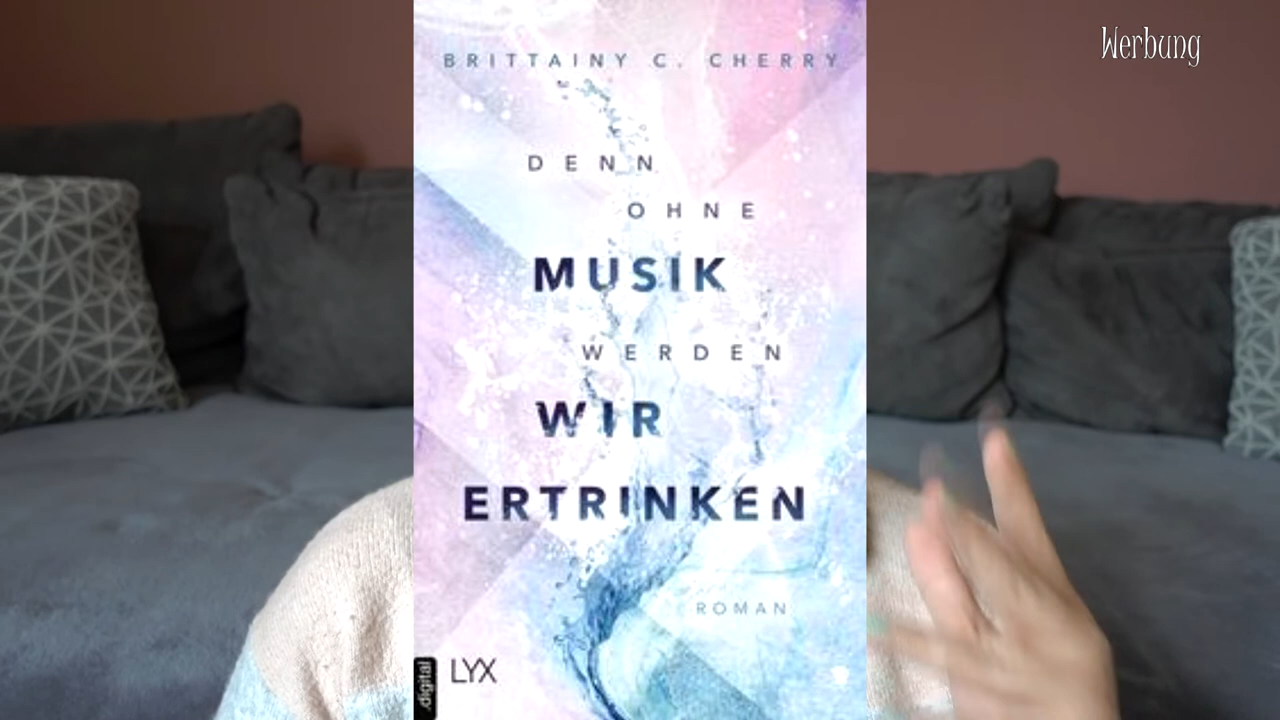 Werbung
BRITTAINY C. CHERRY
DENN
OHNE
MUSIK
WERDEN
WIR
ERTRINKEN
ROMAN
LYX
.digital